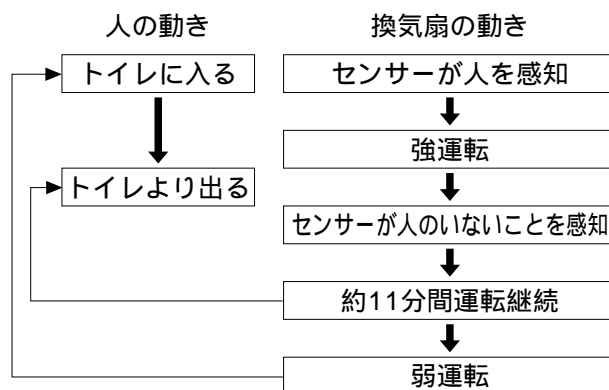 人の動き
換気扇の動き
トイレに入る
センサーが人を感知
強運転
トイレより出る
センサーが人のいないことを感知
約11分間運転継続
弱運転